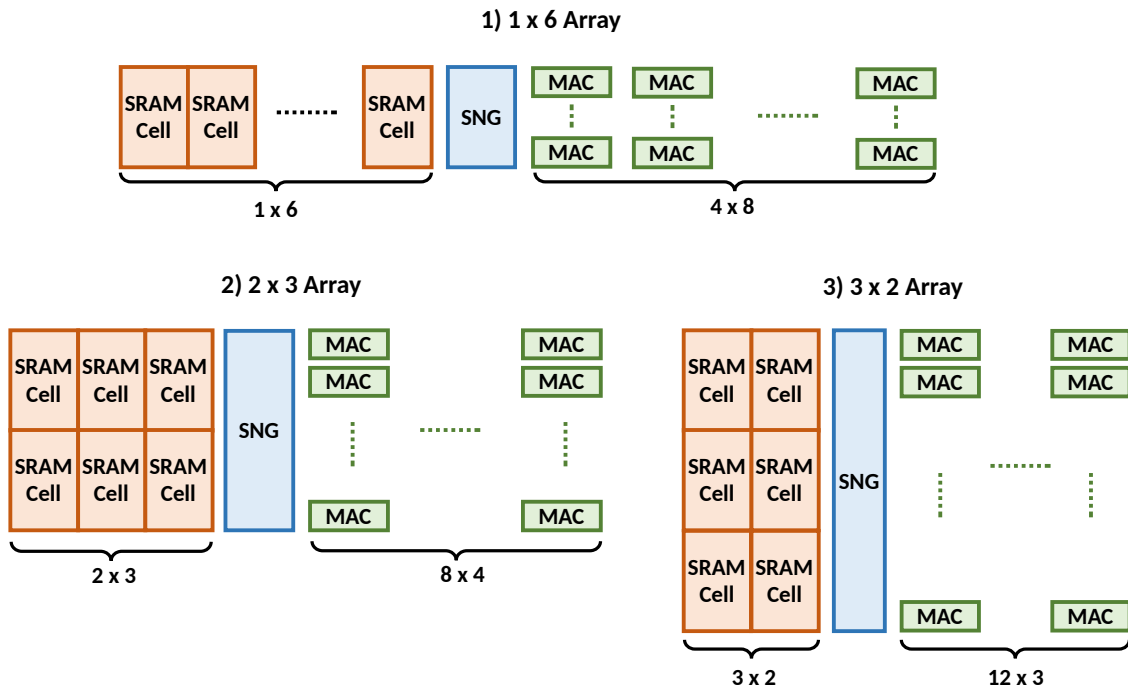 1) 1 x 6 Array
SRAM Cell
SRAM Cell
SRAM Cell
SNG
MAC
MAC
MAC
MAC
MAC
MAC
1 x 6
4 x 8
2) 2 x 3 Array
SRAM Cell
SRAM Cell
SRAM Cell
SRAM Cell
SRAM Cell
SRAM Cell
SNG
MAC
MAC
MAC
MAC
MAC
MAC
2 x 3
8 x 4
3) 3 x 2 Array
SRAM Cell
SRAM Cell
SRAM Cell
SRAM Cell
SRAM Cell
SRAM Cell
SNG
MAC
MAC
MAC
MAC
MAC
MAC
3 x 2
12 x 3